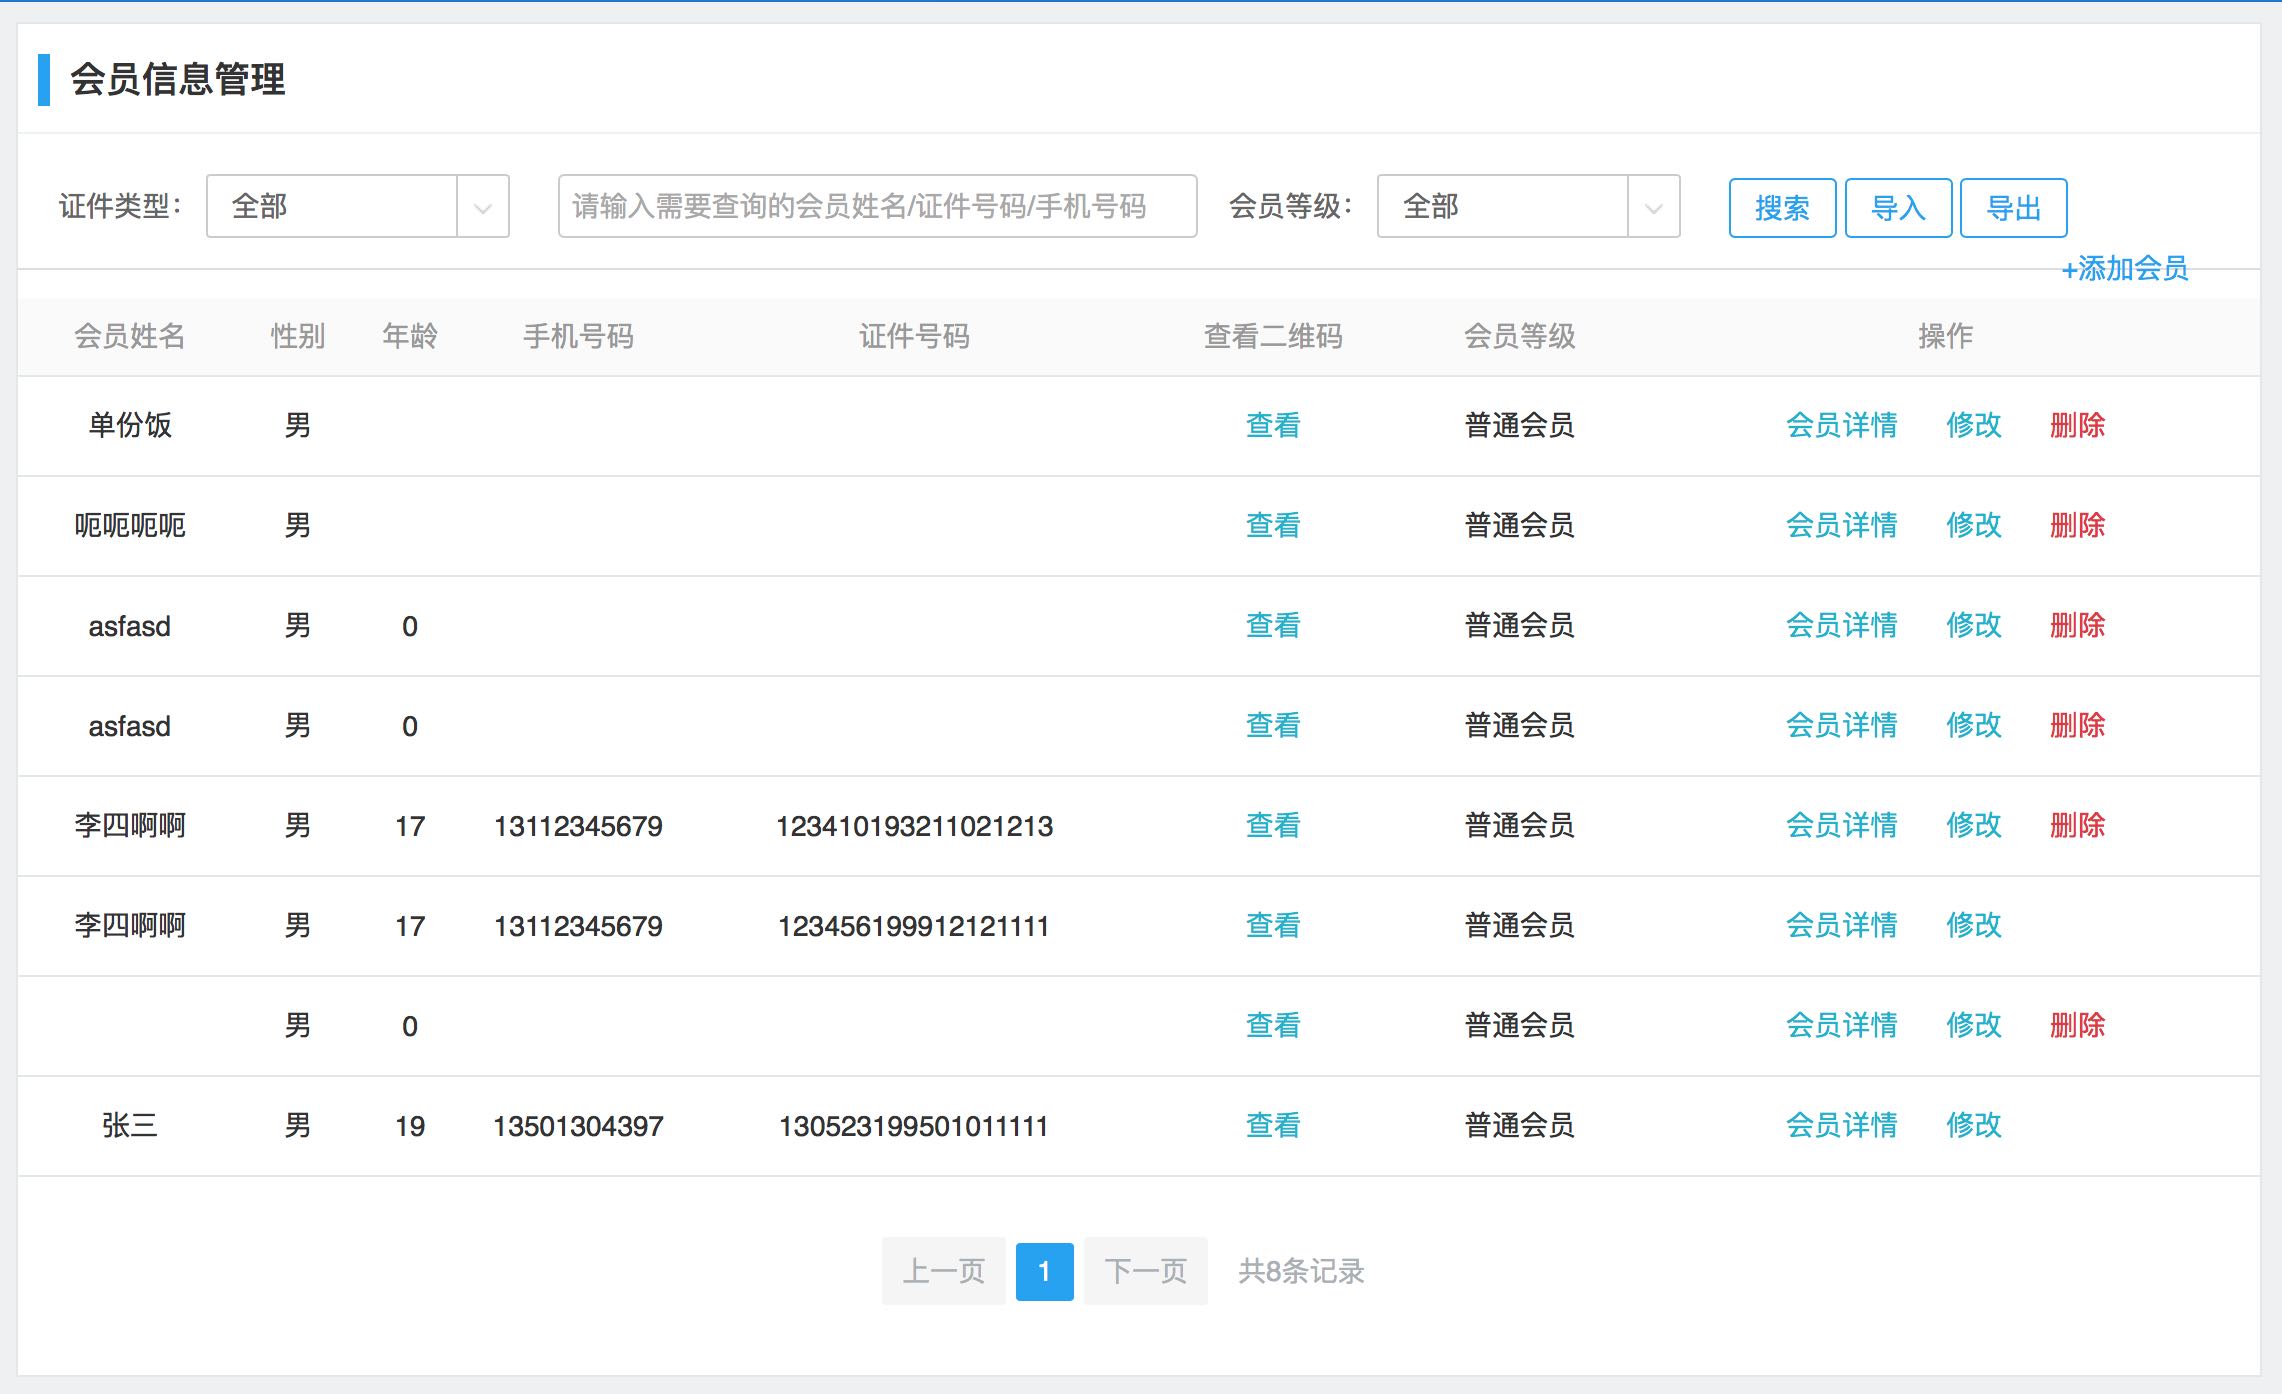 会员信息管理
证件类型： 全部 请输入需要查询的会员姓名/证件号码/手机号码 会员等级： 全部 搜索 导入 导出
+添加会员
会员姓名 性别 年龄 手机号码 证件号码 查看二维码 会员等级 操作
单份饭 男 查看 普通会员 会员详情 修改 删除
呃呃呃呃 男 查看 普通会员 会员详情 修改 删除
asfasd 男 0 查看 普通会员 会员详情 修改 删除
asfasd 男 0 查看 普通会员 会员详情 修改 删除
李四啊啊 男 17 13112345679 123410193211021213 查看 普通会员 会员详情 修改 删除
李四啊啊 男 17 13112345679 123456199912121111 查看 普通会员 会员详情 修改
男 0 查看 普通会员 会员详情 修改 删除
张三 男 19 13501304397 130523199501011111 查看 普通会员 会员详情 修改
上一页 1 下一页 共8条记录